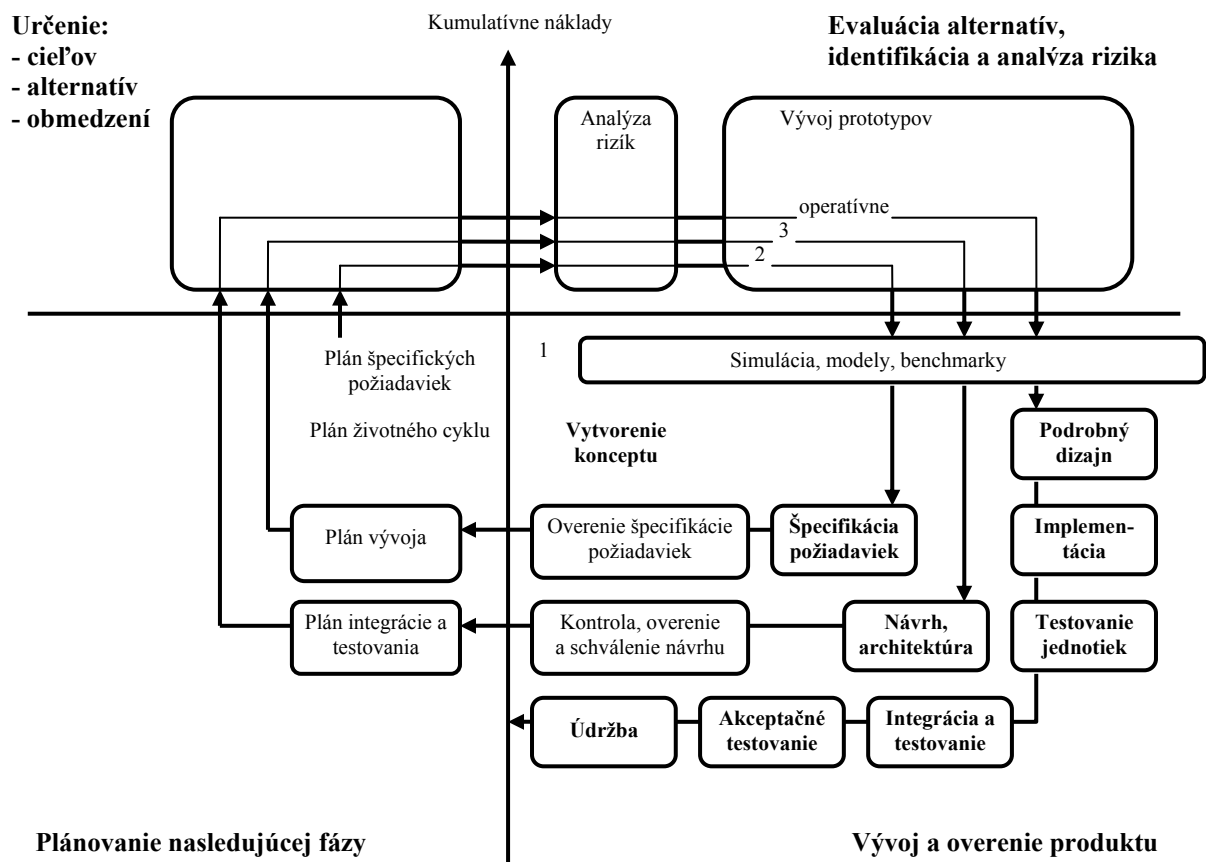 Určenie:
- cieľov
- alternatív
- obmedzení
Kumulatívne náklady
Evaluácia alternatív,
identifikácia a analýza rizika
Analýza
rizík
Vývoj prototypov
operatívne
3
2
1
Simulácia, modely, benchmarky
Plán špecifických
požiadaviek
Plán životného cyklu
Vytvorenie
konceptu
Podrobný
dizajn
Plán vývoja
Overenie špecifikácie
požiadaviek
Špecifikácia
požiadaviek
Implemen-
tácia
Plán integrácie a
testovania
Kontrola, overenie
a schválenie návrhu
Návrh,
architektúra
Testovanie
jednotiek
Údržba
Akceptačné
testovanie
Integrácia a
testovanie
Plánovanie nasledujúcej fázy
Vývoj a overenie produktu